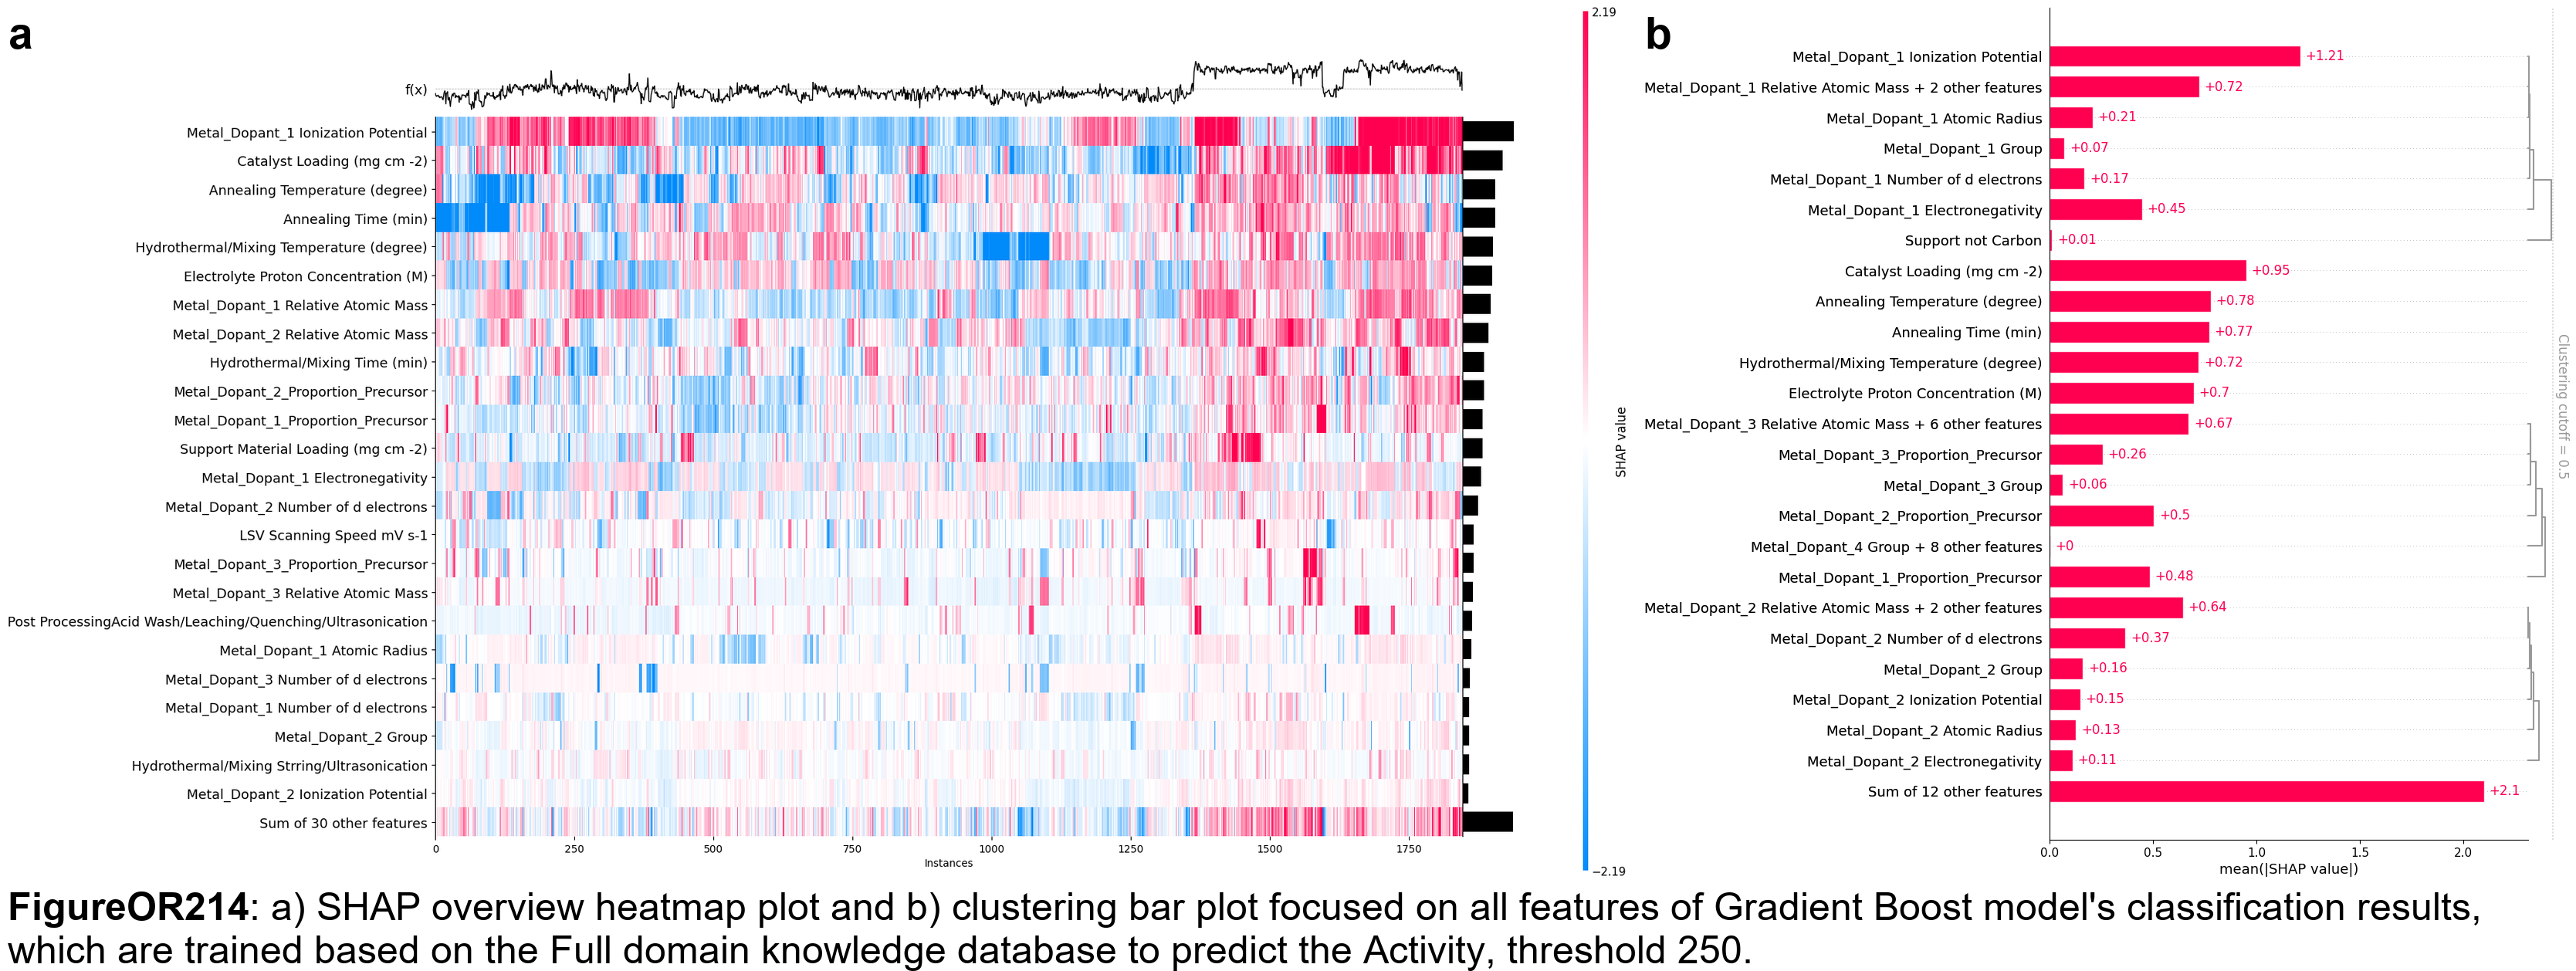 a
f(x)
Metal_Dopant_1 Ionization Potential
Catalyst Loading (mg cm -2)
Annealing Temperature (degree)
Annealing Time (min)
Hydrothermal/Mixing Temperature (degree)
Electrolyte Proton Concentration (M)
Metal_Dopant_1 Relative Atomic Mass
Metal_Dopant_2 Relative Atomic Mass
Hydrothermal/Mixing Time (min)
Metal_Dopant_2_Proportion_Precursor
Metal_Dopant_1_Proportion_Precursor
Support Material Loading (mg cm -2)
Metal_Dopant_1 Electronegativity
Metal_Dopant_2 Number of d electrons
LSV Scanning Speed mV s-1
Metal_Dopant_3_Proportion_Precursor
Metal_Dopant_3 Relative Atomic Mass
Post ProcessingAcid Wash/Leaching/Quenching/Ultrasonication
Metal_Dopant_1 Atomic Radius
Metal_Dopant_3 Number of d electrons
Metal_Dopant_1 Number of d electrons
Metal_Dopant_2 Group
Hydrothermal/Mixing Strring/Ultrasonication
Metal_Dopant_2 Ionization Potential
Sum of 30 other features
0 250 500 750 1000 1250 1500 1750
Instances
2.19
SHAP value
−2.19
b
Metal_Dopant_1 Ionization Potential +1.21
Metal_Dopant_1 Relative Atomic Mass + 2 other features +0.72
Metal_Dopant_1 Atomic Radius +0.21
Metal_Dopant_1 Group +0.07
Metal_Dopant_1 Number of d electrons +0.17
Metal_Dopant_1 Electronegativity +0.45
Support not Carbon +0.01
Catalyst Loading (mg cm -2) +0.95
Annealing Temperature (degree) +0.78
Annealing Time (min) +0.77
Hydrothermal/Mixing Temperature (degree) +0.72
Electrolyte Proton Concentration (M) +0.7
Metal_Dopant_3 Relative Atomic Mass + 6 other features +0.67
Metal_Dopant_3_Proportion_Precursor +0.26
Metal_Dopant_3 Group +0.06
Metal_Dopant_2_Proportion_Precursor +0.5
Metal_Dopant_4 Group + 8 other features +0
Metal_Dopant_1_Proportion_Precursor +0.48
Metal_Dopant_2 Relative Atomic Mass + 2 other features +0.64
Metal_Dopant_2 Number of d electrons +0.37
Metal_Dopant_2 Group +0.16
Metal_Dopant_2 Ionization Potential +0.15
Metal_Dopant_2 Atomic Radius +0.13
Metal_Dopant_2 Electronegativity +0.11
Sum of 12 other features +2.1
0.0 0.5 1.0 1.5 2.0
mean(|SHAP value|)
Clustering cutoff = 0.5
FigureOR214: a) SHAP overview heatmap plot and b) clustering bar plot focused on all features of Gradient Boost model's classification results,
which are trained based on the Full domain knowledge database to predict the Activity, threshold 250.